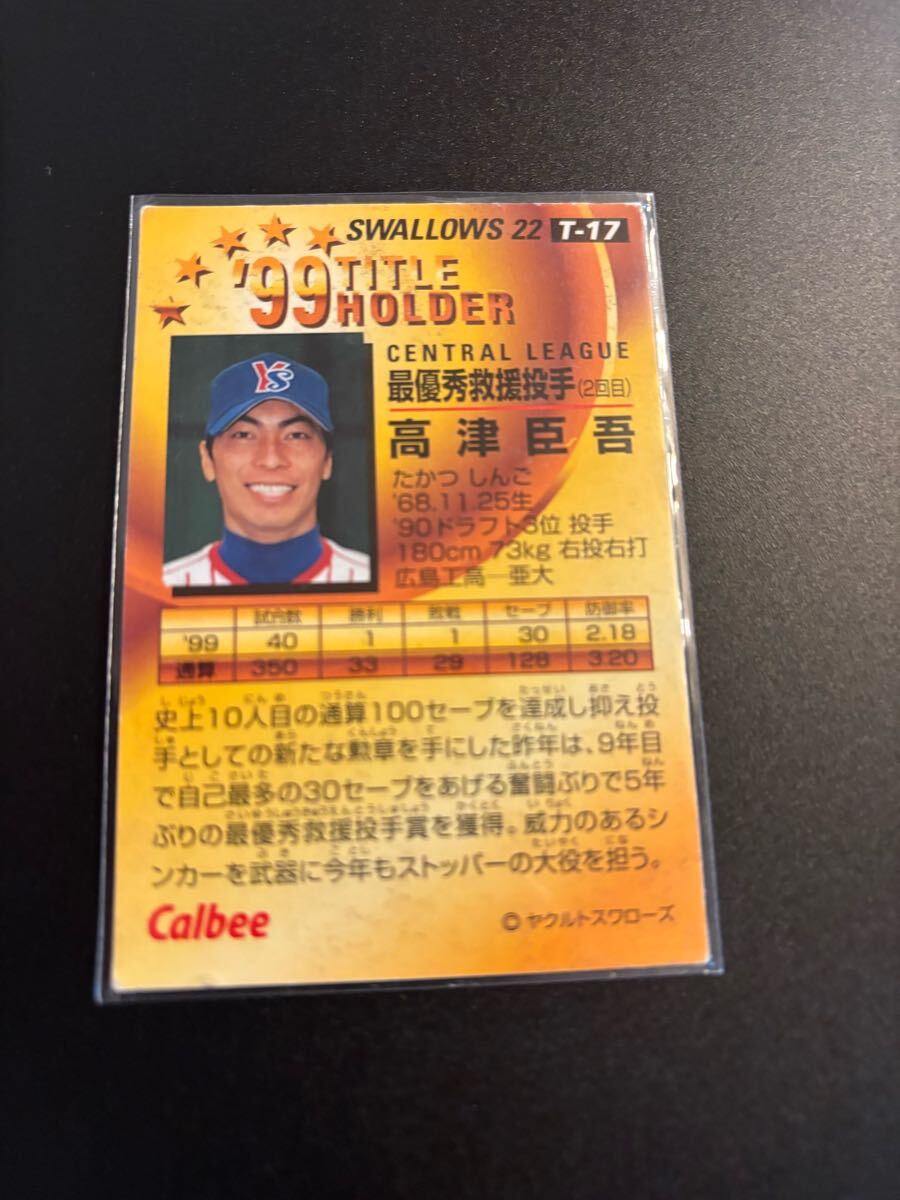 SWALLOWS 22 T-17
'99 TITLE HOLDER
CENTRAL LEAGUE
最優秀救援投手(2回目)
高津臣吾
たかつ しんご
'68.11.25生
'90ドラフト3位 投手
180cm 73kg 右投右打
広島工高―亜大
試合数 勝利 敗戦 セーブ 防御率
'99 40 1 1 30 2.18
通算 350 33 29 128 3.20
史上10人目の通算100セーブを達成し抑え投
手としての新たな勲章を手にした昨年は、9年目
で自己最多の30セーブをあげる奮闘ぶりで5年
ぶりの最優秀救援投手賞を獲得。威力のあるシ
ンカーを武器に今年もストッパーの大役を担う。
Calbee
© ヤクルトスワローズ
YS